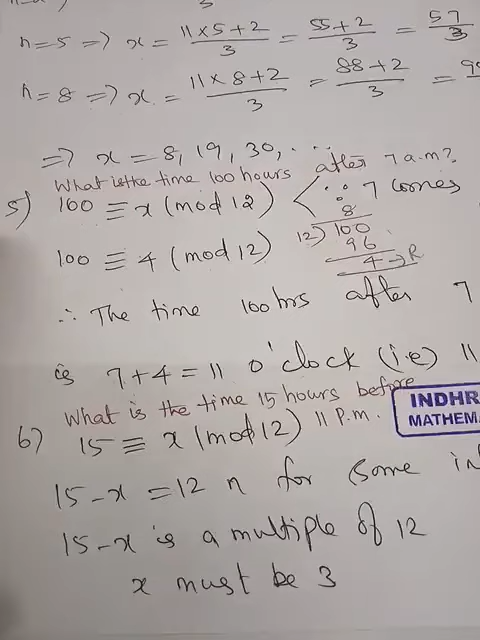 n=5 => x = 11×5+2/3 = 55+2/3 = 57/3
n=8 => x = 11×8+2/3 = 88+2/3 = 9
=> x = 8, 19, 30, ...
What is the time 100 hours after 7 a.m?
5) 100 ≡ x (mod 12) < ∵ 7 comes
100 ≡ 4 (mod 12)
8
12) 100
96
4 → R
∴ The time 100 hrs after 7
is 7+4 = 11 o'clock (i.e) 11
What is the time 15 hours before
11 P.m.
6) 15 ≡ x (mod 12)
INDHR
MATHEMA
15-x = 12 n for some in
15-x is a multiple of 12
x must be 3